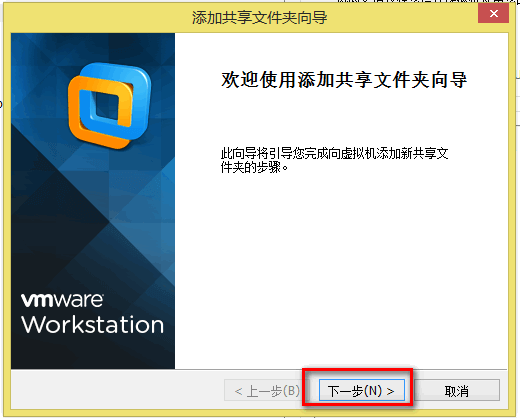 添加共享文件夹向导
欢迎使用添加共享文件夹向导
此向导将引导您完成向虚拟机添加新共享文
件夹的步骤。
vmware
Workstation
< 上一步(B)
下一步(N) >
取消